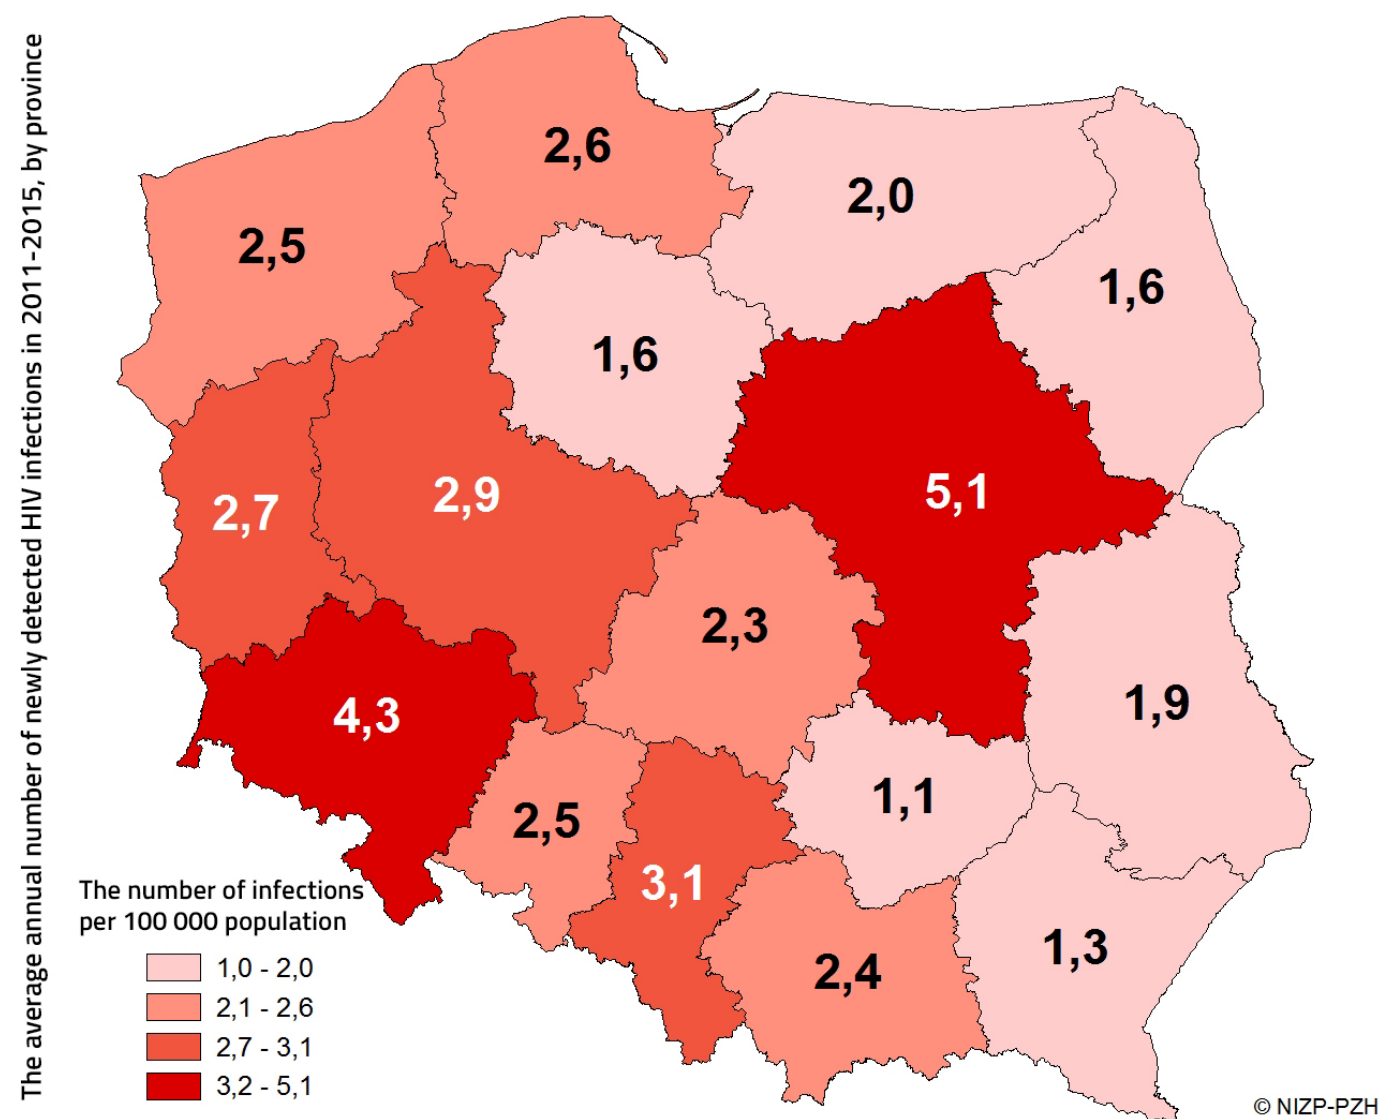 The average annual number of newly detected HIV infections in 2011-2015, by province
2,6
2,0
2,5
1,6
1,6
2,9
5,1
2,7
2,3
1,9
4,3
1,1
2,5
3,1
1,3
2,4
The number of infections
per 100 000 population
1,0 - 2,0
2,1 - 2,6
2,7 - 3,1
3,2 - 5,1
© NIZP-PZH